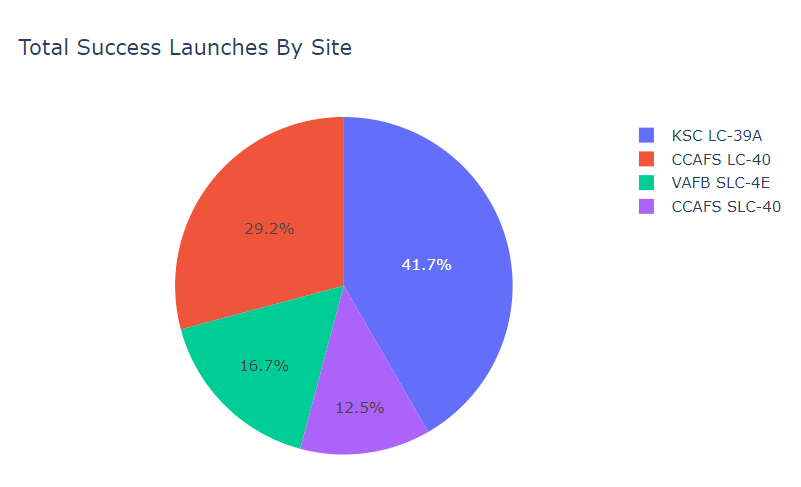 Total Success Launches By Site
KSC LC-39A
CCAFS LC-40
VAFB SLC-4E
CCAFS SLC-40
29.2%
41.7%
16.7%
12.5%